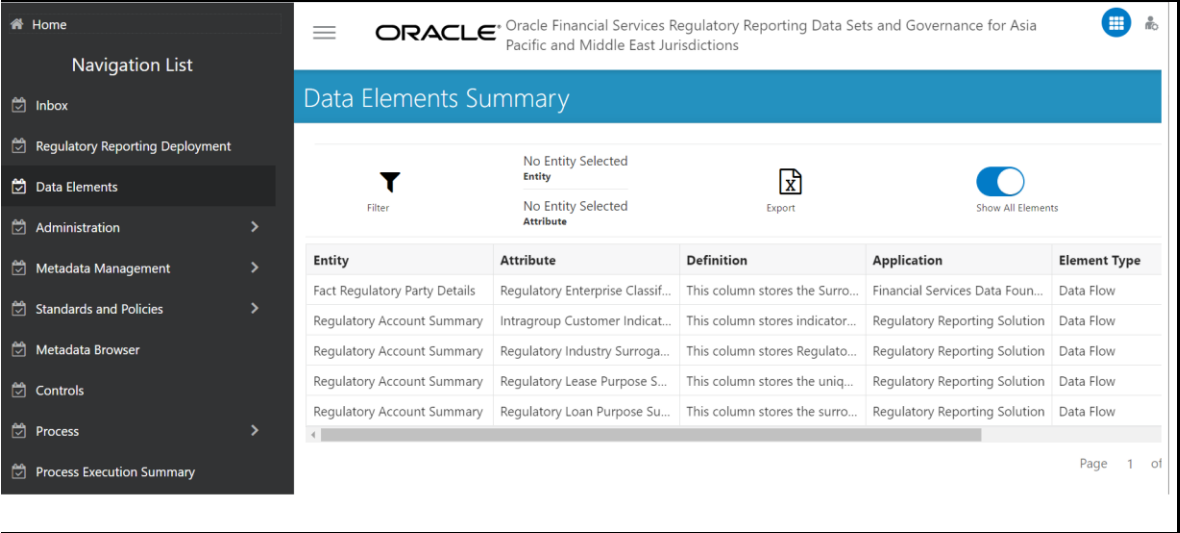 Home
Navigation List
Inbox
Regulatory Reporting Deployment
Data Elements
Administration
Metadata Management
Standards and Policies
Metadata Browser
Controls
Process
Process Execution Summary
ORACLE® Oracle Financial Services Regulatory Reporting Data Sets and Governance for Asia
Pacific and Middle East Jurisdictions
Data Elements Summary
Filter
No Entity Selected
Entity
No Entity Selected
Attribute
Export
Show All Elements
Entity Attribute Definition Application Element Type
Fact Regulatory Party Details Regulatory Enterprise Classif... This column stores the Surro... Financial Services Data Foun... Data Flow
Regulatory Account Summary Intragroup Customer Indicat... This column stores indicator... Regulatory Reporting Solution Data Flow
Regulatory Account Summary Regulatory Industry Surroga... This column stores Regulato... Regulatory Reporting Solution Data Flow
Regulatory Account Summary Regulatory Lease Purpose S... This column stores the uniq... Regulatory Reporting Solution Data Flow
Regulatory Account Summary Regulatory Loan Purpose Su... This column stores the surro... Regulatory Reporting Solution Data Flow
Page 1 of